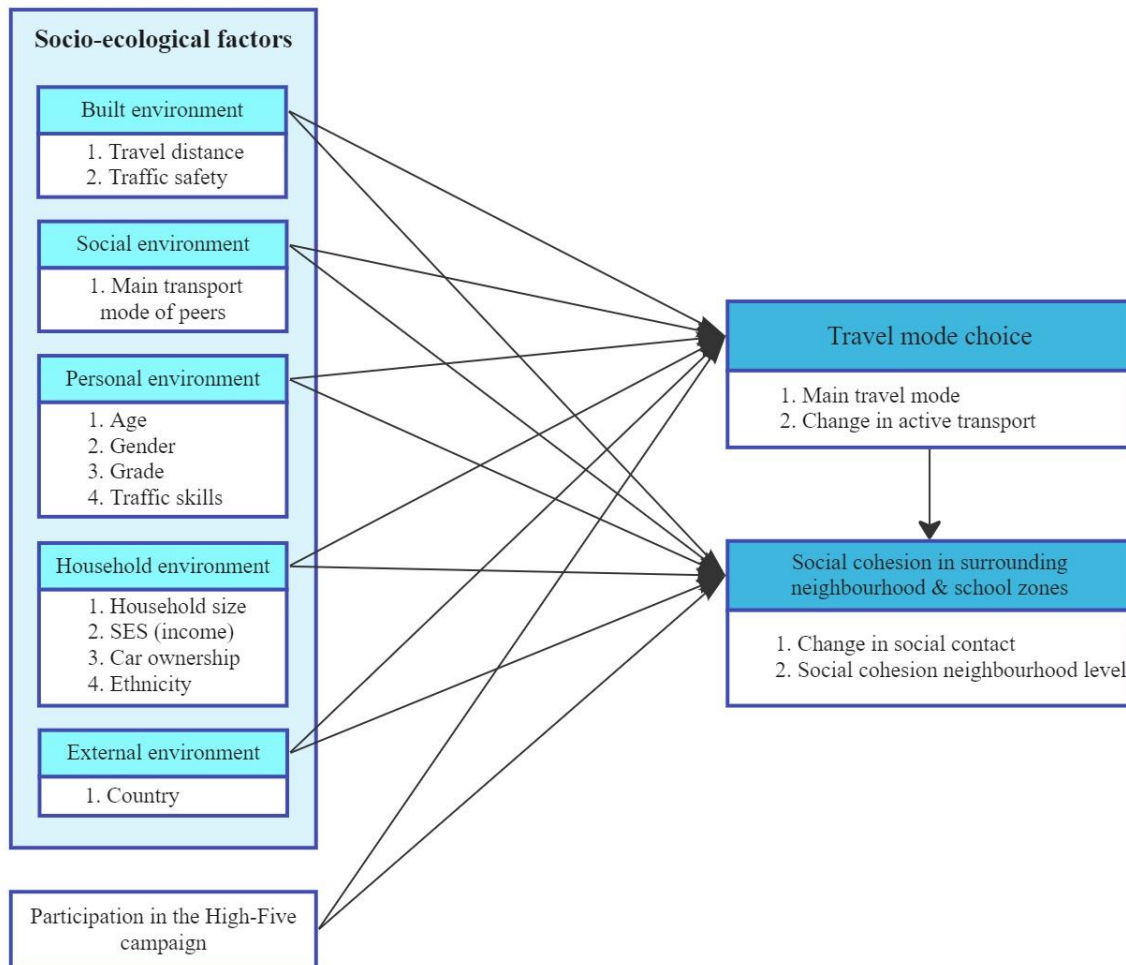 Socio-ecological factors
Built environment
1. Travel distance
2. Traffic safety
Social environment
1. Main transport
mode of peers
Personal environment
1. Age
2. Gender
3. Grade
4. Traffic skills
Household environment
1. Household size
2. SES (income)
3. Car ownership
4. Ethnicity
External environment
1. Country
Participation in the High-Five
campaign
Travel mode choice
1. Main travel mode
2. Change in active transport
Social cohesion in surrounding
neighbourhood & school zones
1. Change in social contact
2. Social cohesion neighbourhood level